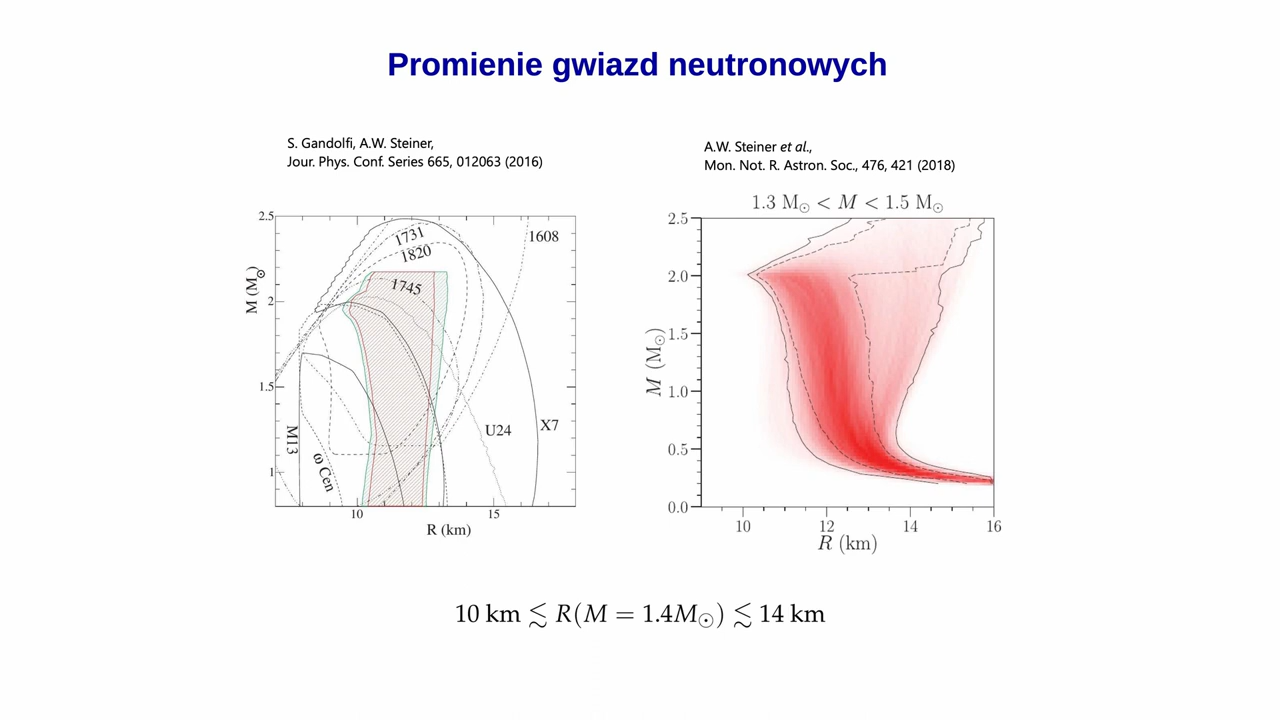 Promienie gwiazd neutronowych
S. Gandolfi, A.W. Steiner,
Jour. Phys. Conf. Series 665, 012063 (2016)
A.W. Steiner et al.,
Mon. Not. R. Astron. Soc., 476, 421 (2018)
2.5
2
1.5
1
M (M☉)
1731
1820
1745
1608
M13
ω Cen
U24
X7
10
15
R (km)
1.3 M☉ < M < 1.5 M☉
2.5
2.0
1.5
1.0
0.5
0.0
M (M☉)
10
12
14
16
R (km)
10 km ≲ R(M = 1.4M☉) ≲ 14 km